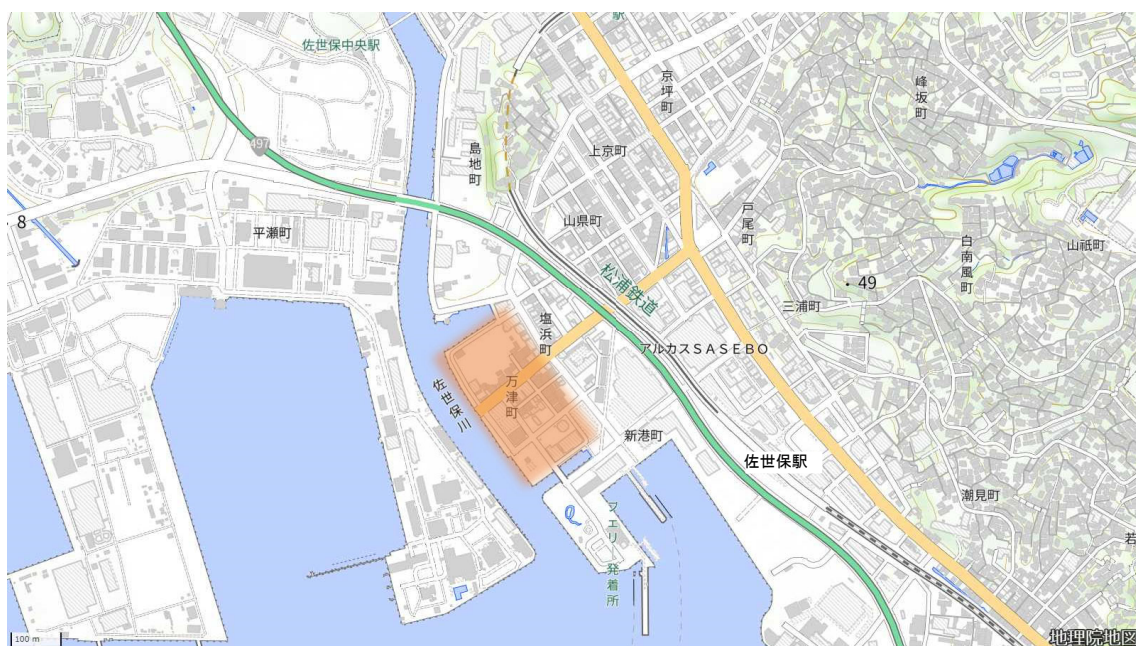 佐世保中央駅
駅
京坪町
峰坂町
497
島地町
上京町
戸尾町
8
平瀬町
山県町
白南風町
山祇町
松浦鉄道
49
三浦町
塩浜町
アルカスSASEBO
佐世保川
万津町
新港町
佐世保駅
潮見町
フェリー発着所
若
100 m
地理院地図